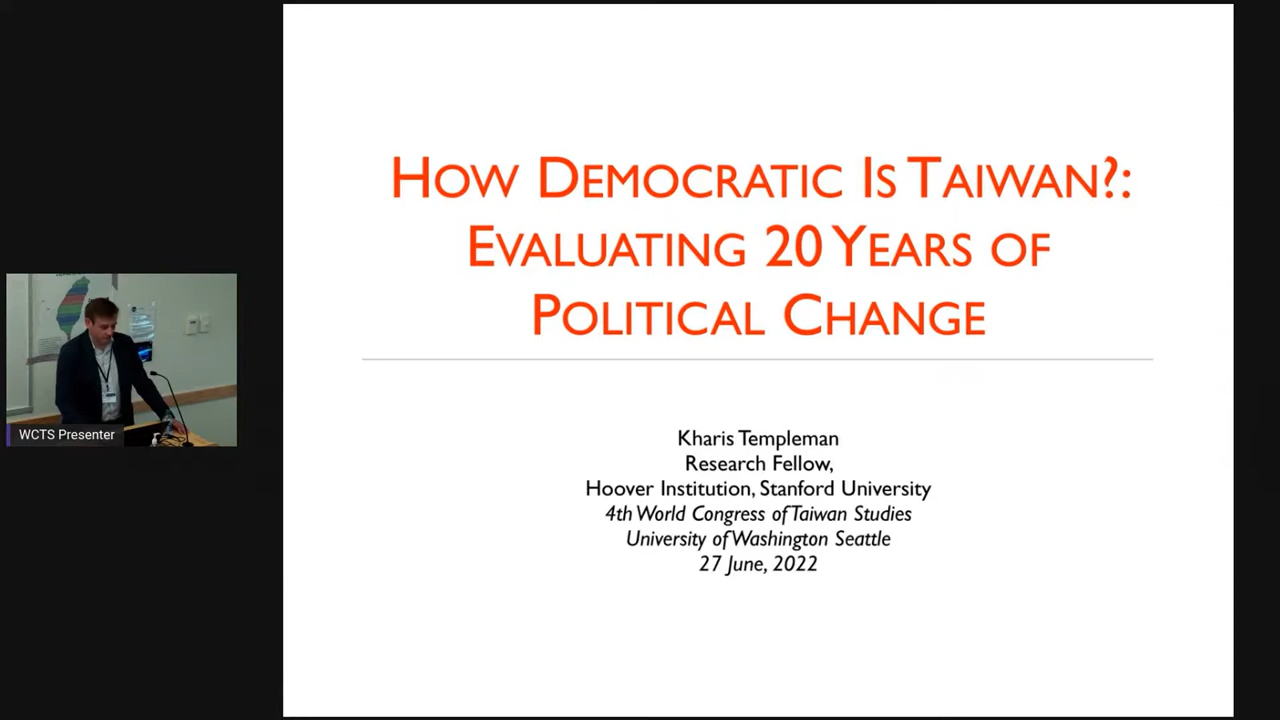 HOW DEMOCRATIC IS TAIWAN?:
EVALUATING 20 YEARS OF
POLITICAL CHANGE
Kharis Templeman
Research Fellow,
Hoover Institution, Stanford University
4th World Congress of Taiwan Studies
University of Washington Seattle
27 June, 2022
WCTS Presenter